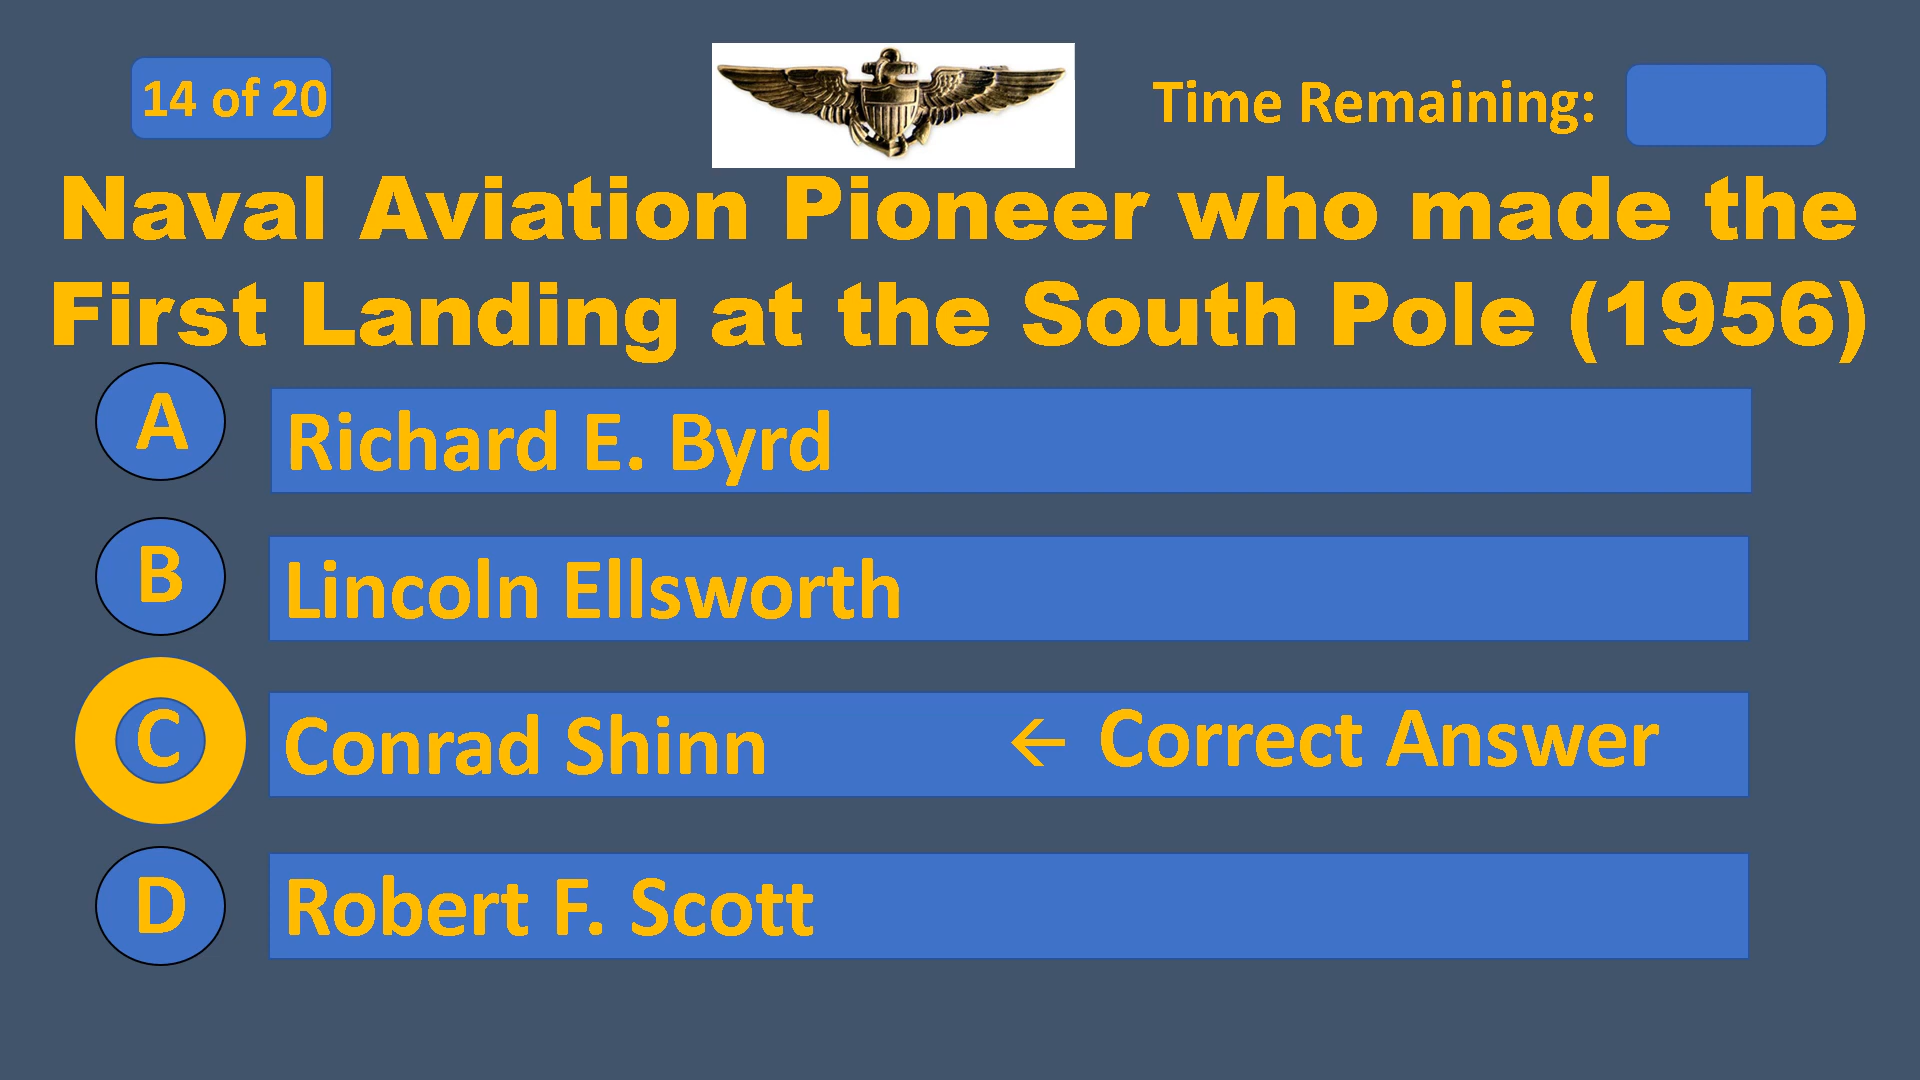 14 of 20
Time Remaining:
Naval Aviation Pioneer who made the
First Landing at the South Pole (1956)
A
Richard E. Byrd
B
Lincoln Ellsworth
C
Conrad Shinn ← Correct Answer
D
Robert F. Scott